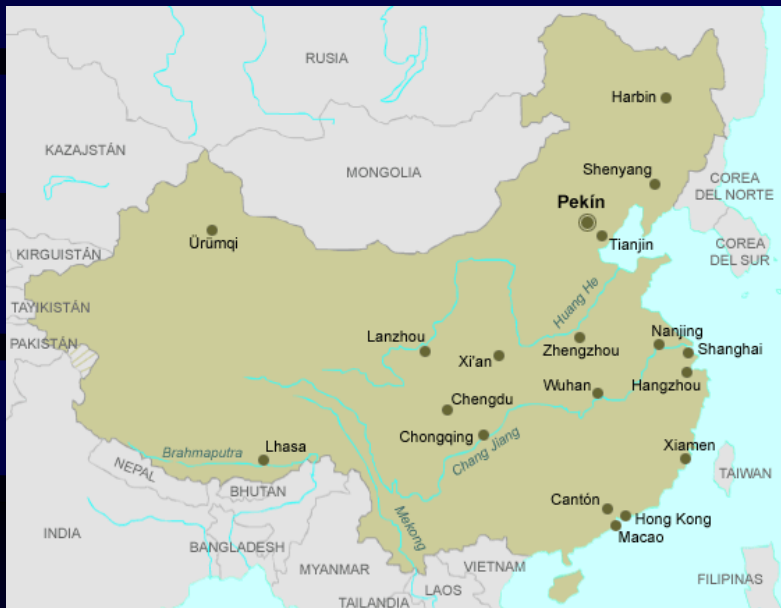 RUSIA
Harbin
KAZAJSTÁN
MONGOLIA
Shenyang
COREA
DEL NORTE
Pekín
Ürümqi
Tianjin
COREA
DEL SUR
KIRGUISTÁN
TAYIKISTÁN
Huang He
PAKISTÁN
Lanzhou
Xi'an
Zhengzhou
Nanjing
Shanghai
Wuhan
Hangzhou
Chengdu
Chongqing
Chang Jiang
Brahmaputra
Lhasa
Xiamen
NEPAL
TAIWAN
BHUTAN
Cantón
Hong Kong
Macao
Mekong
INDIA
BANGLADESH
MYANMAR
VIETNAM
LAOS
FILIPINAS
TAILANDIA